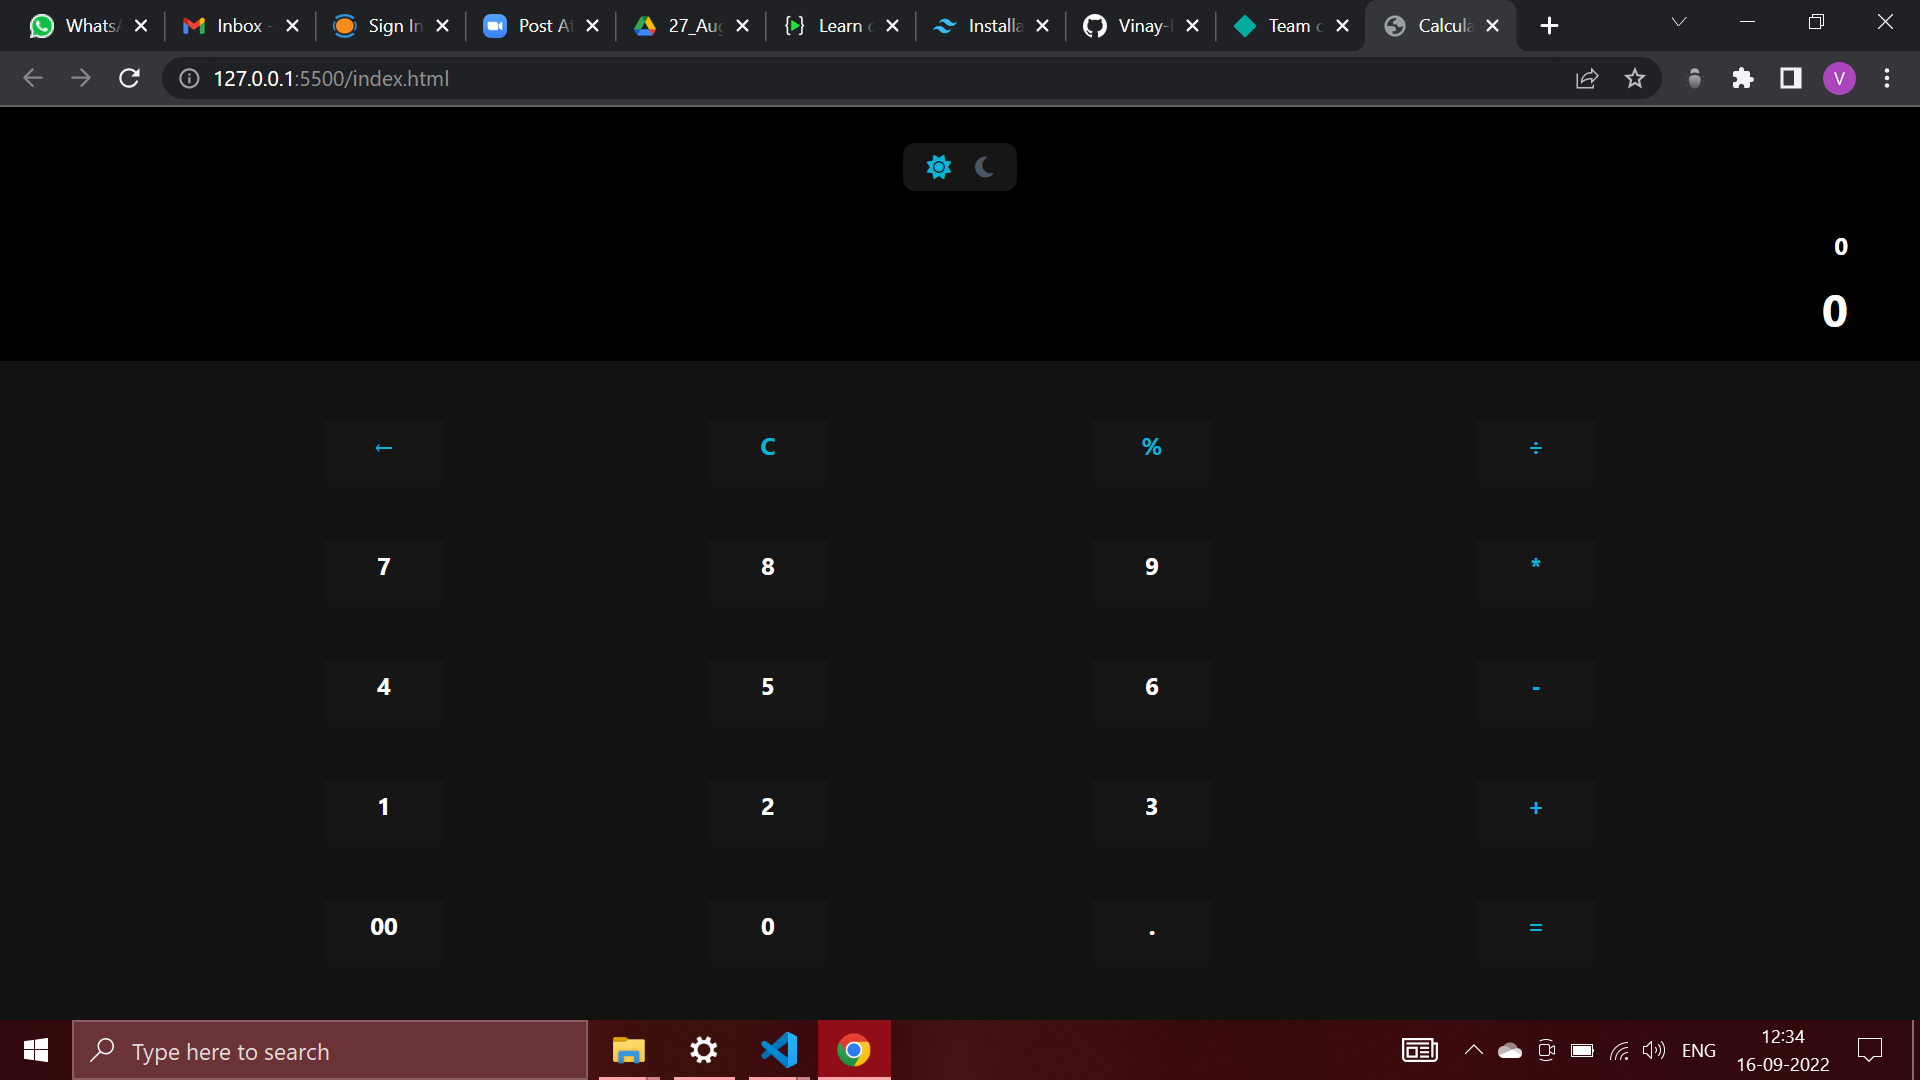 Whats
Inbox -
Sign In
Post At
27_Aug
Learn c
Installa
Vinay-
Team c
Calcula
127.0.0.1:5500/index.html
V
0
0
← C % ÷
7 8 9 *
4 5 6 -
1 2 3 +
00 0 . =
Type here to search
ENG
12:34
16-09-2022